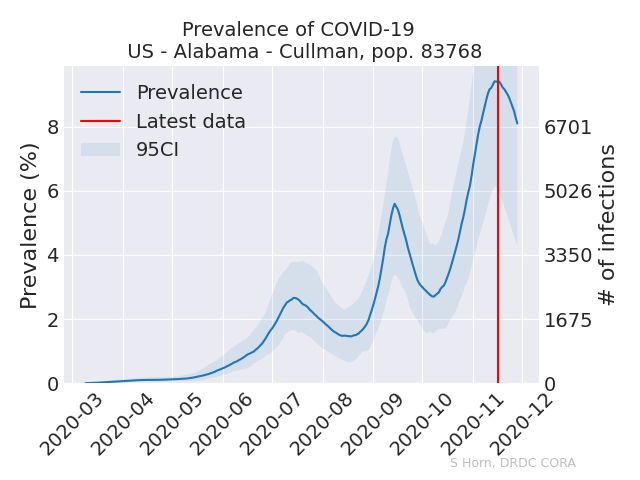 Prevalence of COVID-19
US - Alabama - Cullman, pop. 83768
Prevalence
Latest data
95CI
Prevalence (%)
8
6
4
2
0
6701
5026
3350
1675
0
# of infections
2020-03
2020-04
2020-05
2020-06
2020-07
2020-08
2020-09
2020-10
2020-11
2020-12
S Horn, DRDC CORA